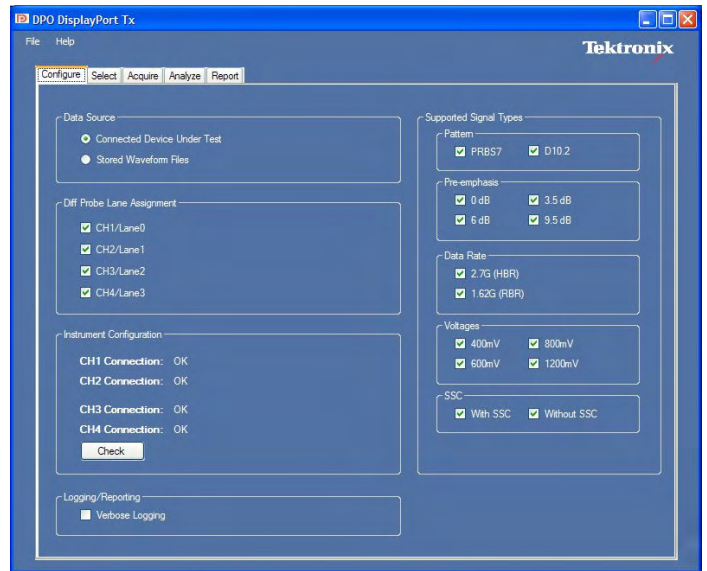 DPO DisplayPort Tx
File Help
Tektronix
Configure Select Acquire Analyze Report
Data Source
Connected Device Under Test
Stored Waveform Files
Diff Probe Lane Assignment
CH1/Lane0
CH2/Lane1
CH3/Lane2
CH4/Lane3
Instrument Configuration
CH1 Connection: OK
CH2 Connection: OK
CH3 Connection: OK
CH4 Connection: OK
Check
Logging/Reporting
Verbose Logging
Supported Signal Types
Pattern
PRBS7 D10.2
Pre-emphasis
0 dB 3.5 dB
6 dB 9.5 dB
Data Rate
2.7G (HBR)
1.62G (RBR)
Voltages
400mV 800mV
600mV 1200mV
SSC
With SSC Without SSC